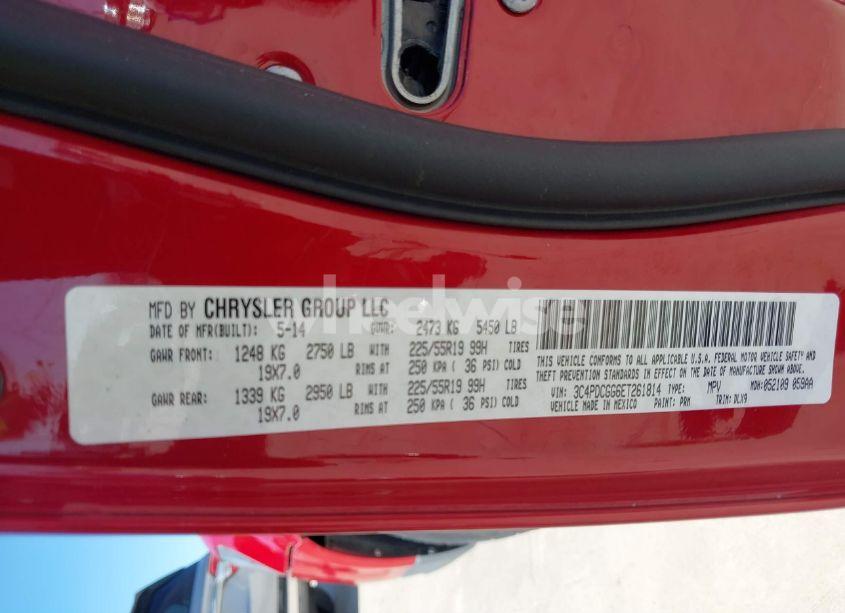 MFD BY CHRYSLER GROUP LLC
DATE OF MFR(BUILT): 5-14 GVWR: 2473 KG 5450 LB
GAWR FRONT: 1248 KG 2750 LB WITH 225/55R19 99H TIRES
19X7.0 RIMS AT 250 KPA ( 36 PSI) COLD
GAWR REAR: 1339 KG 2950 LB WITH 225/55R19 99H TIRES
19X7.0 RIMS AT 250 KPA ( 36 PSI) COLD
THIS VEHICLE CONFORMS TO ALL APPLICABLE U.S.A. FEDERAL MOTOR VEHICLE SAFETY AND
THEFT PREVENTION STANDARDS IN EFFECT ON THE DATE OF MANUFACTURE SHOWN ABOVE.
VIN: 3C4PDCGG6ET261814 TYPE: MPV MDH: 052109 059AA
VEHICLE MADE IN MEXICO PAINT: PRM TRIM: DLX9
wheelwise